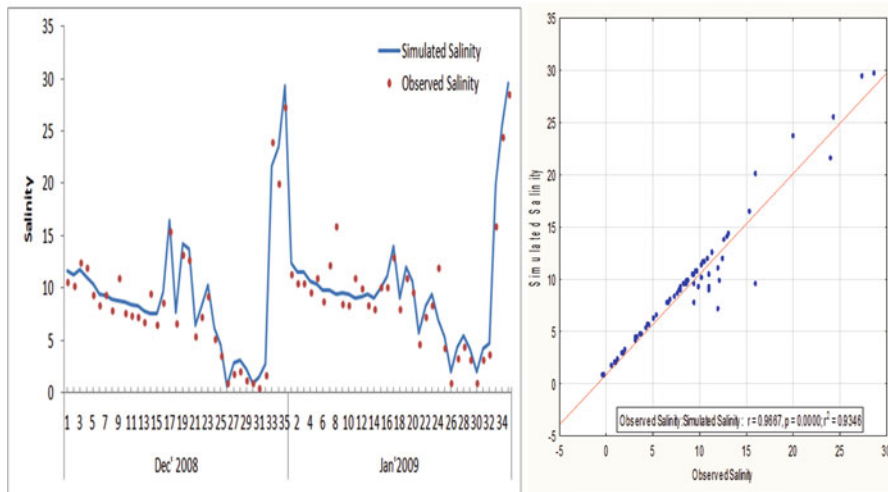 35
30
25
20
15
10
5
0
Salinity
Simulated Salinity
Observed Salinity
1 3 5 7 9 11 13 15 17 19 21 23 25 27 29 31 33 35 2 4 6 8 10 12 14 16 18 20 22 24 26 28 30 32 34
Dec' 2008 Jan'2009
35
30
25
20
15
10
5
0
-5
Simulated Salinity
Observed Salinity:Simulated Salinity: r = 0.9667, p = 0.0000; r² = 0.9346
-5 0 5 10 15 20 25 30
Observed Salinity